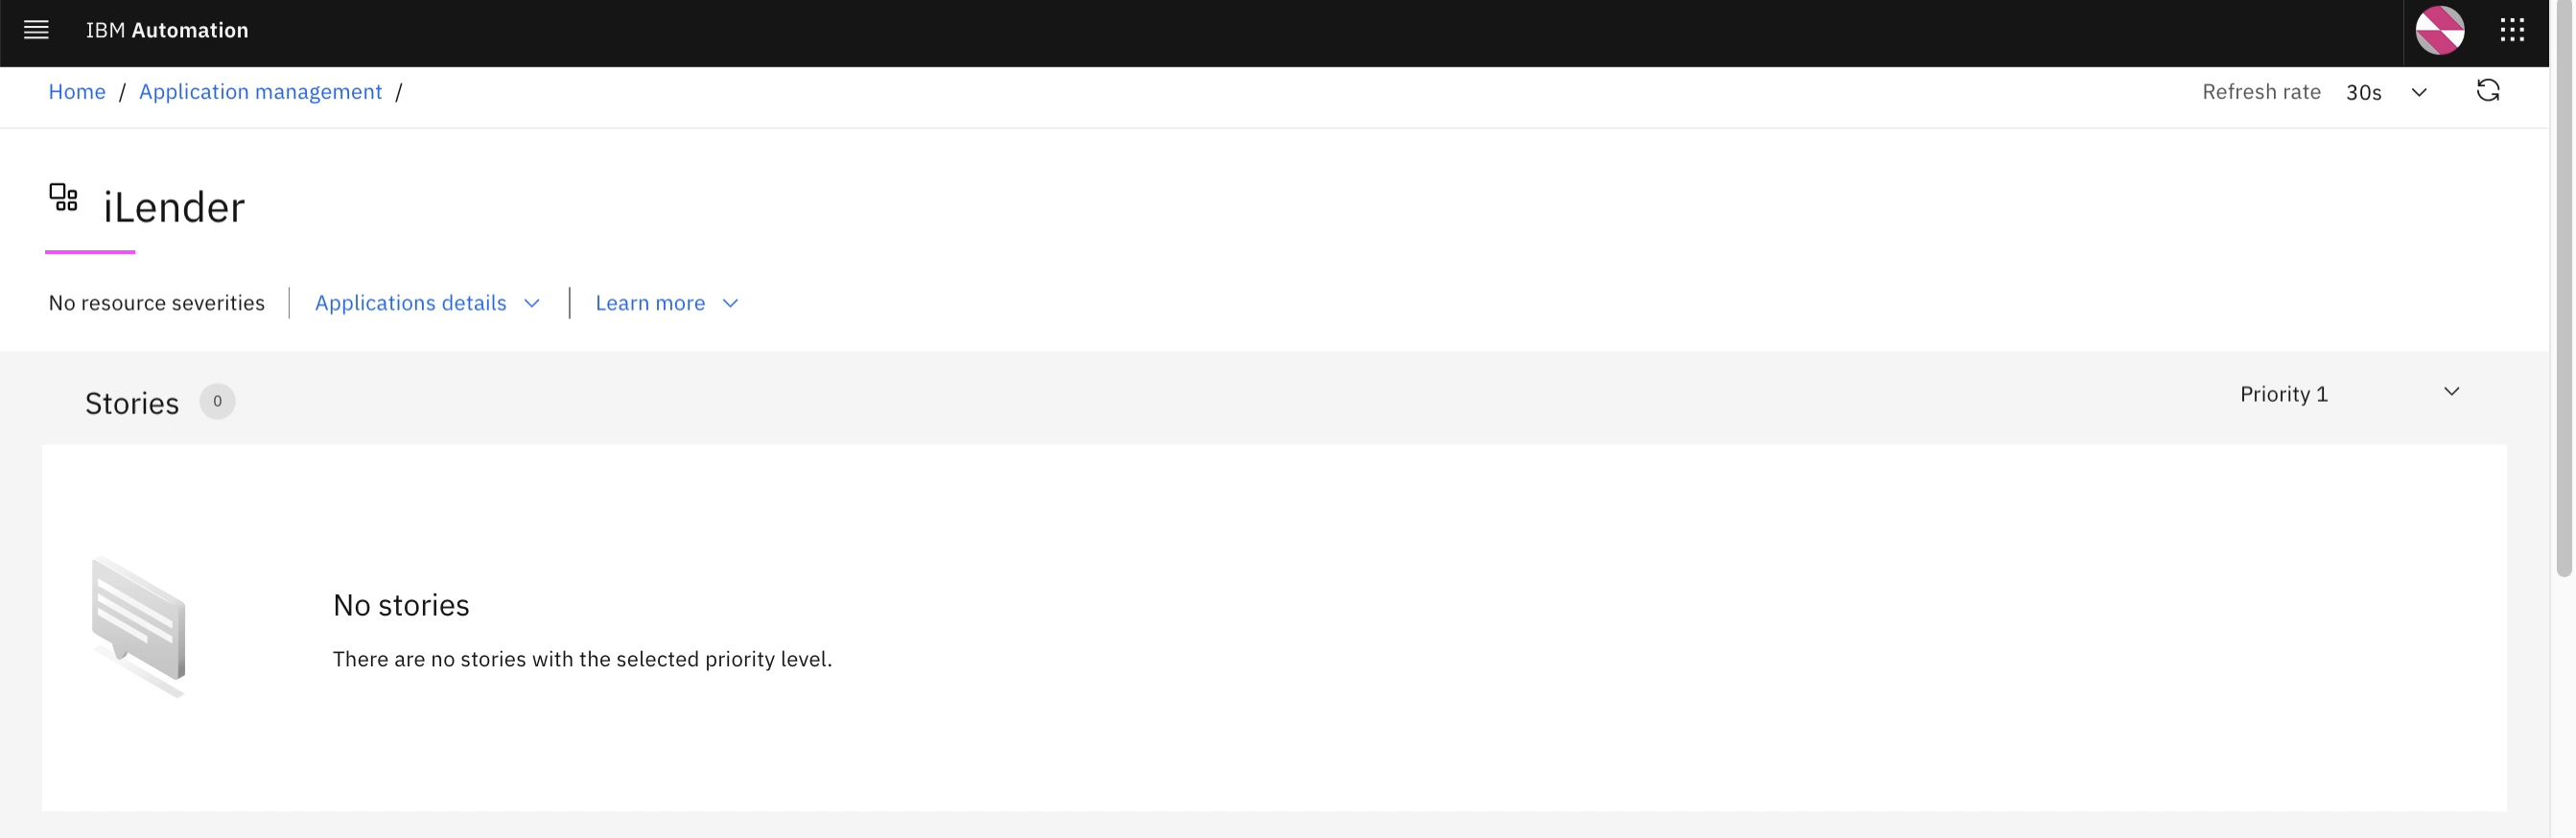 IBM Automation
Home / Application management /
Refresh rate 30s
iLender
No resource severities
Applications details
Learn more
Stories 0
Priority 1
No stories
There are no stories with the selected priority level.